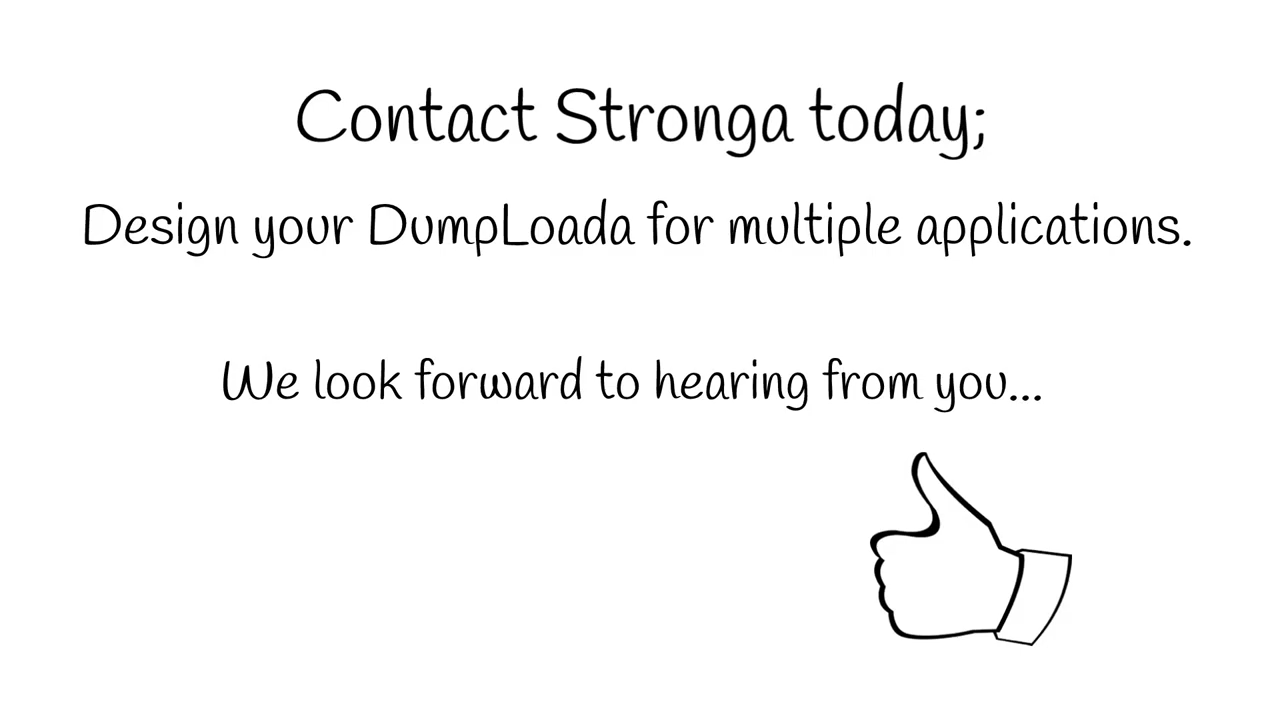 Contact Stronga today;
Design your DumpLoada for multiple applications.
We look forward to hearing from you...